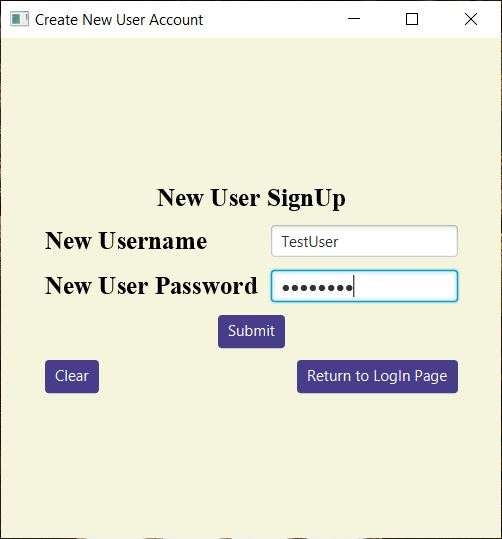 Create New User Account
New User SignUp
New Username TestUser
New User Password ••••••••
Submit
Clear Return to LogIn Page